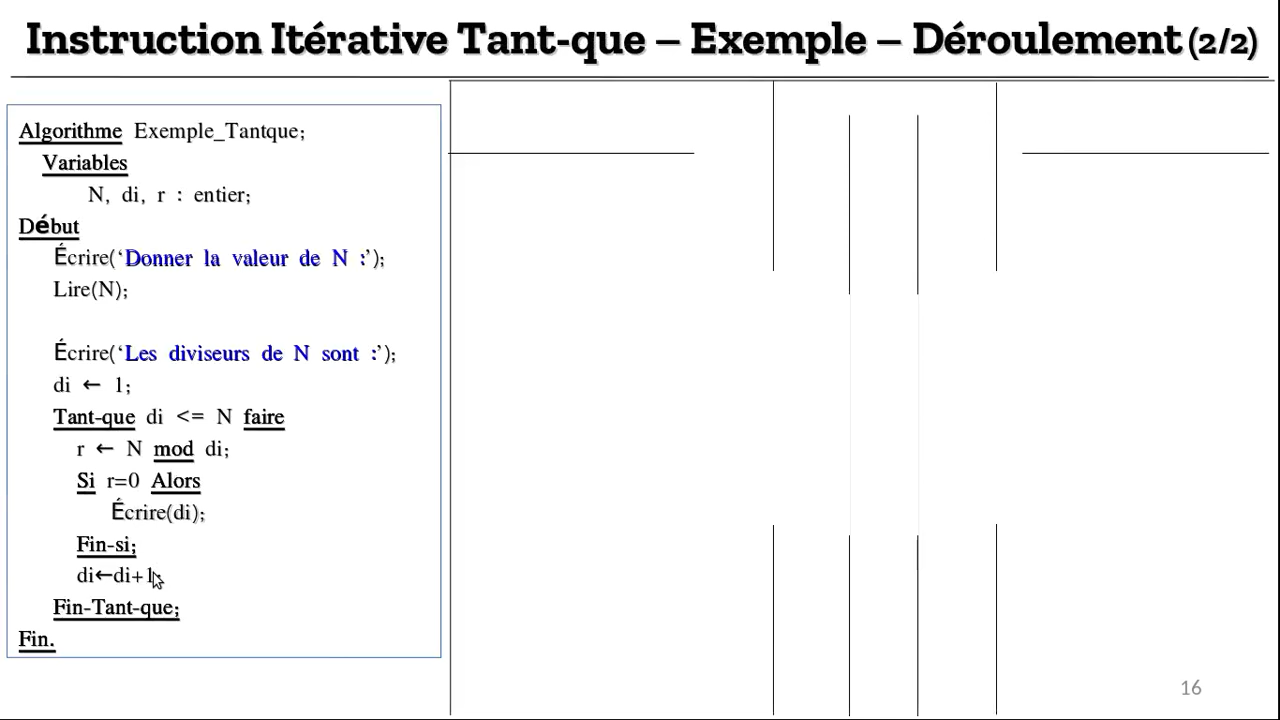 Instruction Itérative Tant-que – Exemple – Déroulement (2/2)
Algorithme Exemple_Tantque;
Variables
N, di, r : entier;
Début
Écrire(‘Donner la valeur de N :’);
Lire(N);
Écrire(‘Les diviseurs de N sont :’);
di ← 1;
Tant-que di <= N faire
r ← N mod di;
Si r=0 Alors
Écrire(di);
Fin-si;
di←di+1;
Fin-Tant-que;
Fin.
16